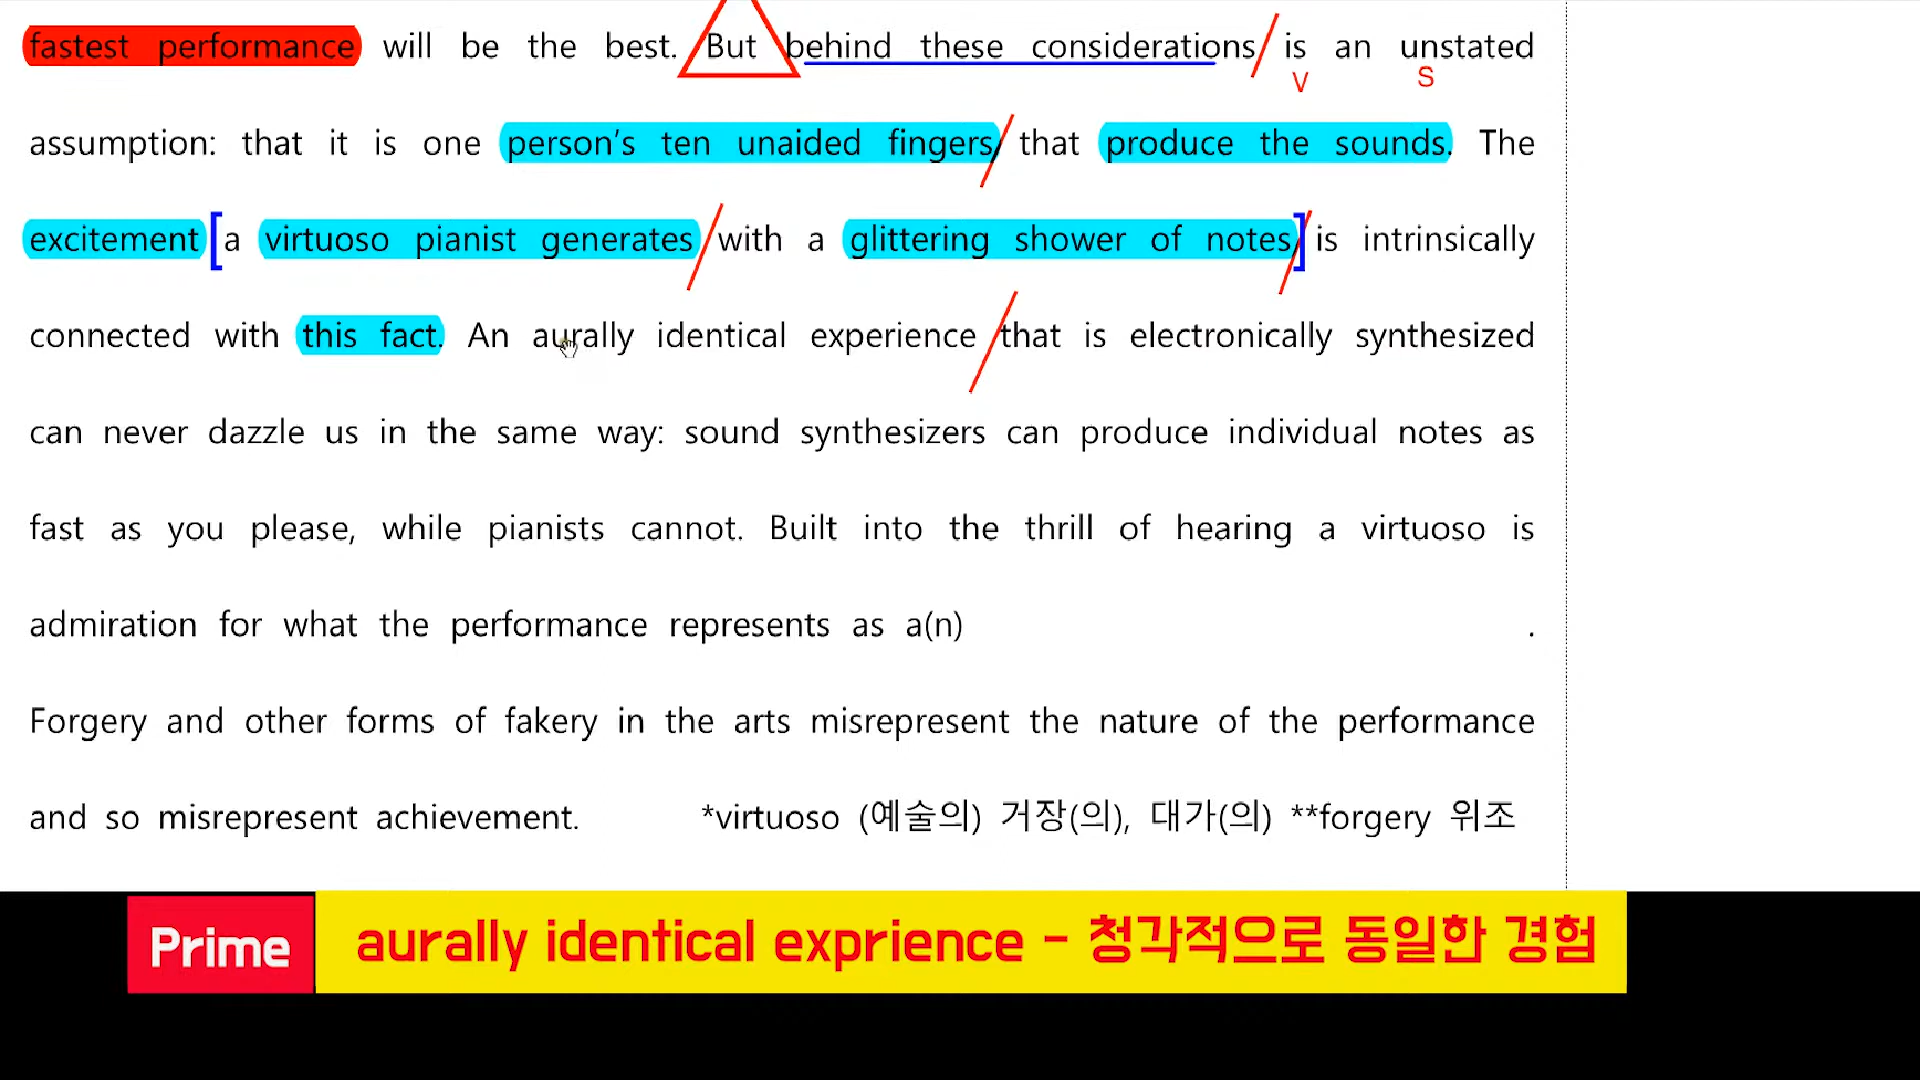 fastest performance will be the best. But behind these considerations is an unstated
V S
assumption: that it is one person's ten unaided fingers, that produce the sounds. The
excitement [a virtuoso pianist generates with a glittering shower of notes] is intrinsically
connected with this fact. An aurally identical experience that is electronically synthesized
can never dazzle us in the same way: sound synthesizers can produce individual notes as
fast as you please, while pianists cannot. Built into the thrill of hearing a virtuoso is
admiration for what the performance represents as a(n) .
Forgery and other forms of fakery in the arts misrepresent the nature of the performance
and so misrepresent achievement. *virtuoso (예술의) 거장(의), 대가(의) **forgery 위조
Prime aurally identical exprience - 청각적으로 동일한 경험